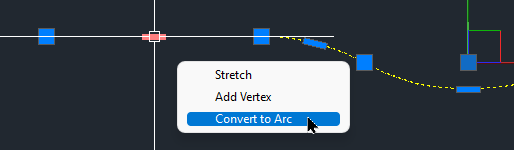 Stretch
Add Vertex
Convert to Arc